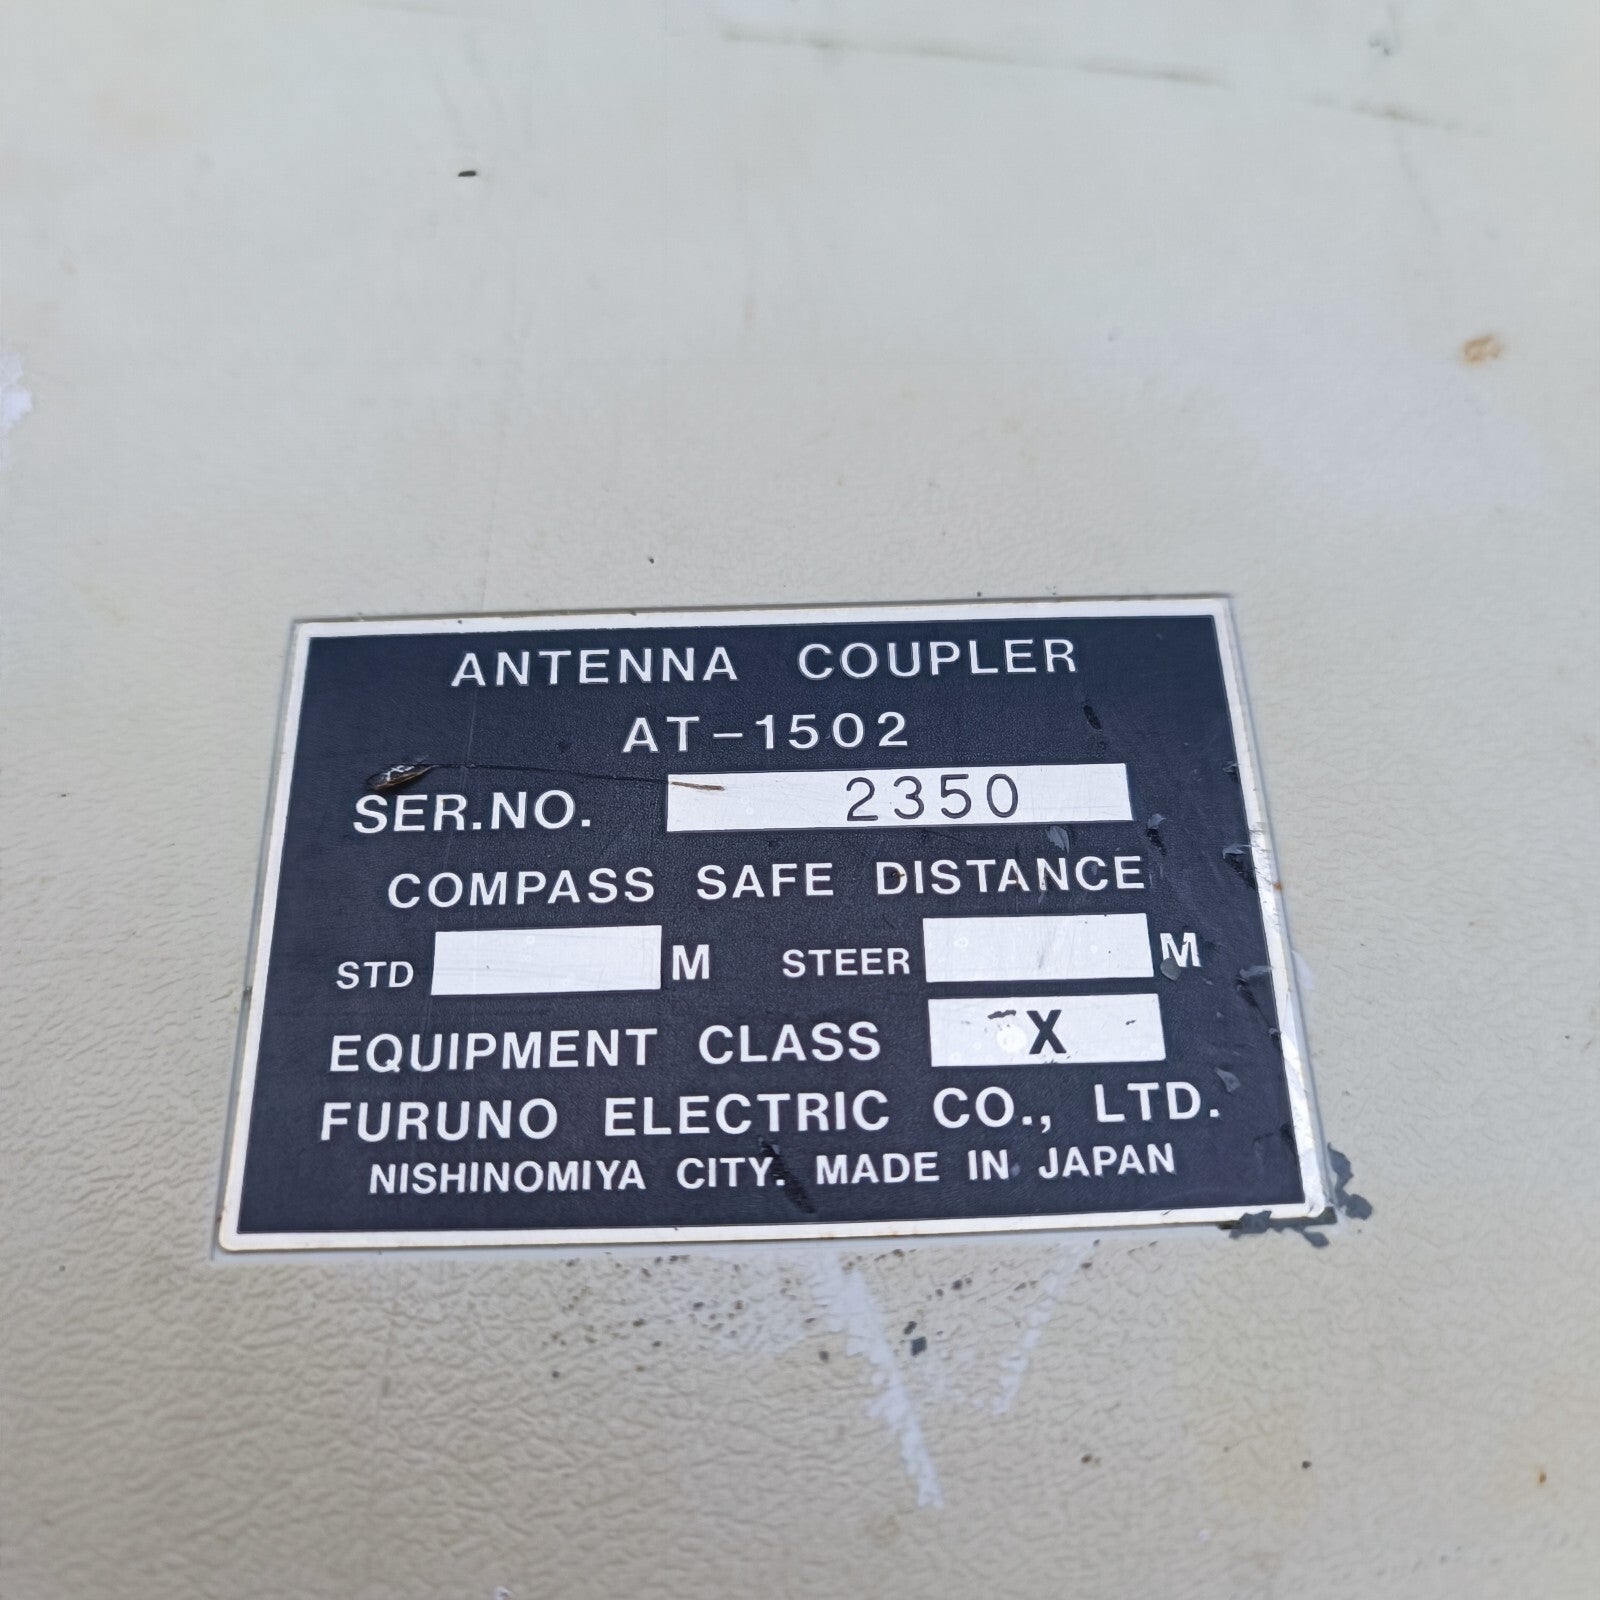 ANTENNA COUPLER
AT-1502
SER.NO. 2350
COMPASS SAFE DISTANCE
STD M STEER M
EQUIPMENT CLASS X
FURUNO ELECTRIC CO., LTD.
NISHINOMIYA CITY. MADE IN JAPAN